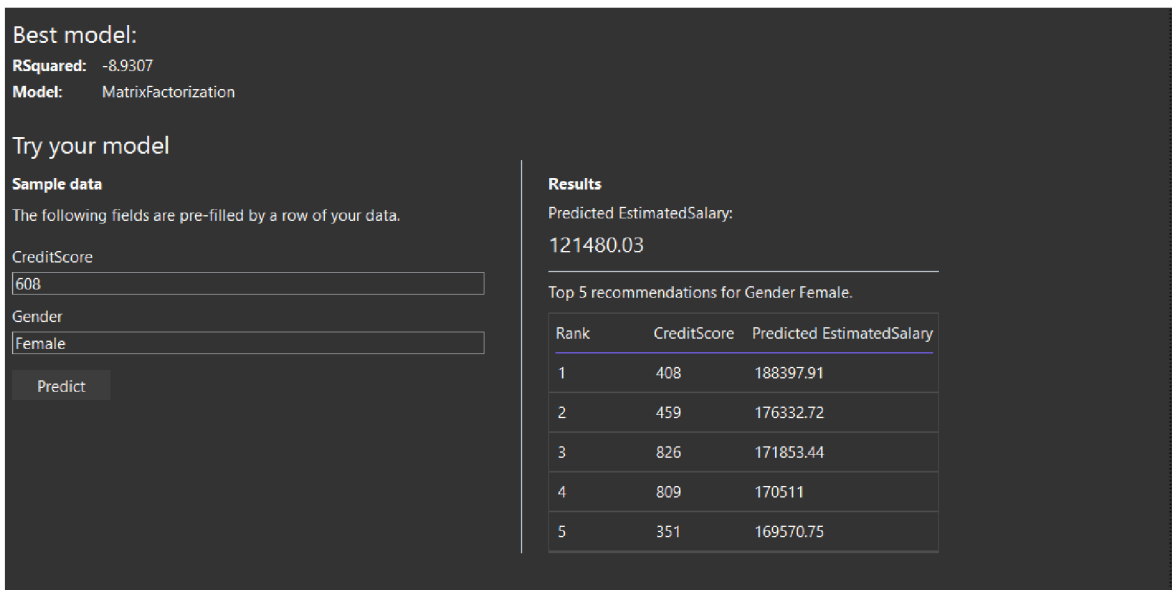 Best model:
RSquared: -8.9307
Model: MatrixFactorization
Try your model
Sample data
The following fields are pre-filled by a row of your data.
CreditScore
608
Gender
Female
Predict
Results
Predicted EstimatedSalary:
121480.03
Top 5 recommendations for Gender Female.
Rank CreditScore Predicted EstimatedSalary
1 408 188397.91
2 459 176332.72
3 826 171853.44
4 809 170511
5 351 169570.75